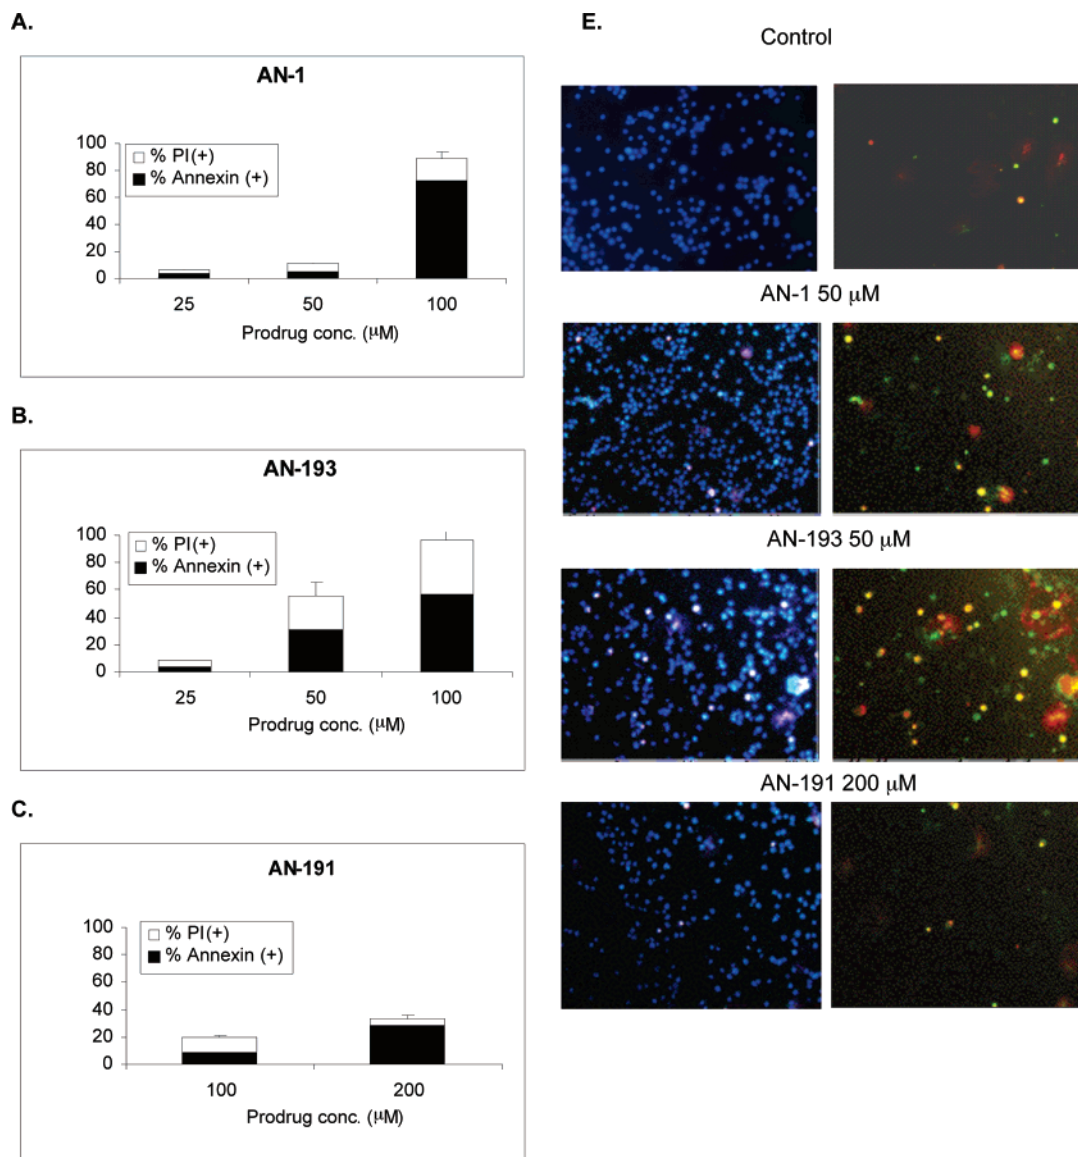 A.
AN-1
100
80
60
40
20
0
% PI(+)
% Annexin (+)
25 50 100
Prodrug conc. (μM)
B.
AN-193
100
80
60
40
20
0
% PI(+)
% Annexin (+)
25 50 100
Prodrug conc. (μM)
C.
AN-191
100
80
60
40
20
0
% PI(+)
% Annexin (+)
100 200
Prodrug conc. (μM)
E.
Control
AN-1 50 μM
AN-193 50 μM
AN-191 200 μM